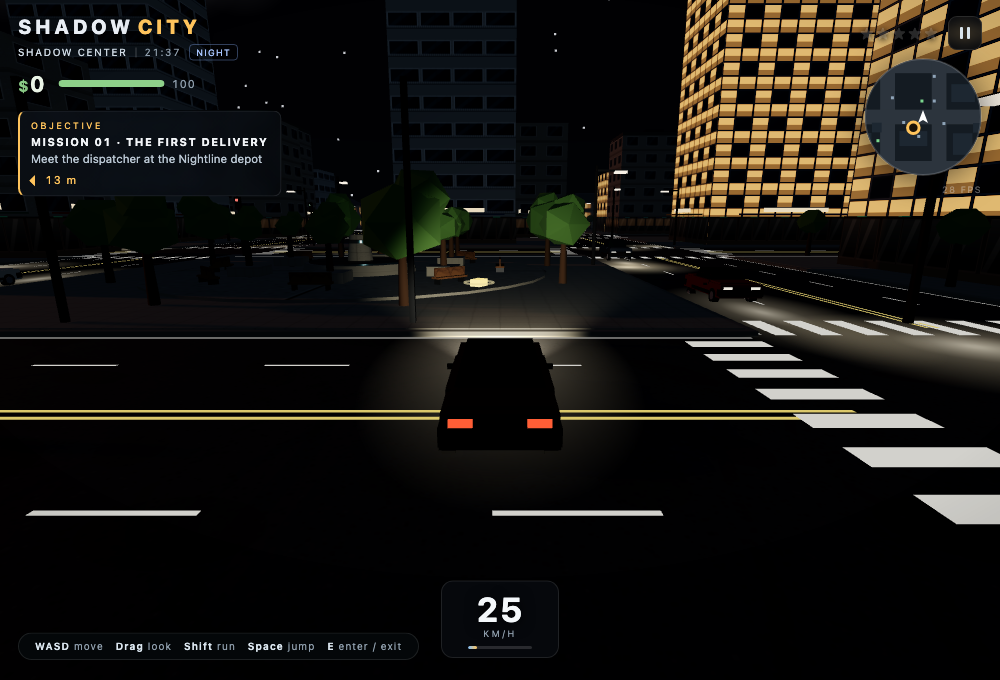 SHADOW CITY
SHADOW CENTER | 21:37 NIGHT
$0 100
OBJECTIVE
MISSION 01 · THE FIRST DELIVERY
Meet the dispatcher at the Nightline depot
13 m
28 FPS
25
KM/H
WASD move Drag look Shift run Space jump E enter / exit